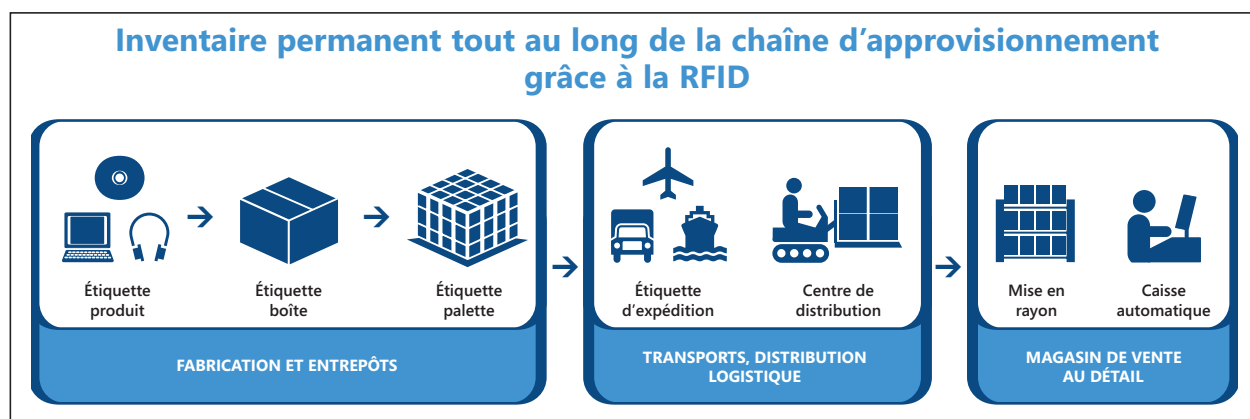 Inventaire permanent tout au long de la chaîne d’approvisionnement
grâce à la RFID
Étiquette
produit
Étiquette
boîte
Étiquette
palette
Étiquette
d’expédition
Centre de
distribution
Mise en
rayon
Caisse
automatique
FABRICATION ET ENTREPÔTS
TRANSPORTS, DISTRIBUTION
LOGISTIQUE
MAGASIN DE VENTE
AU DÉTAIL